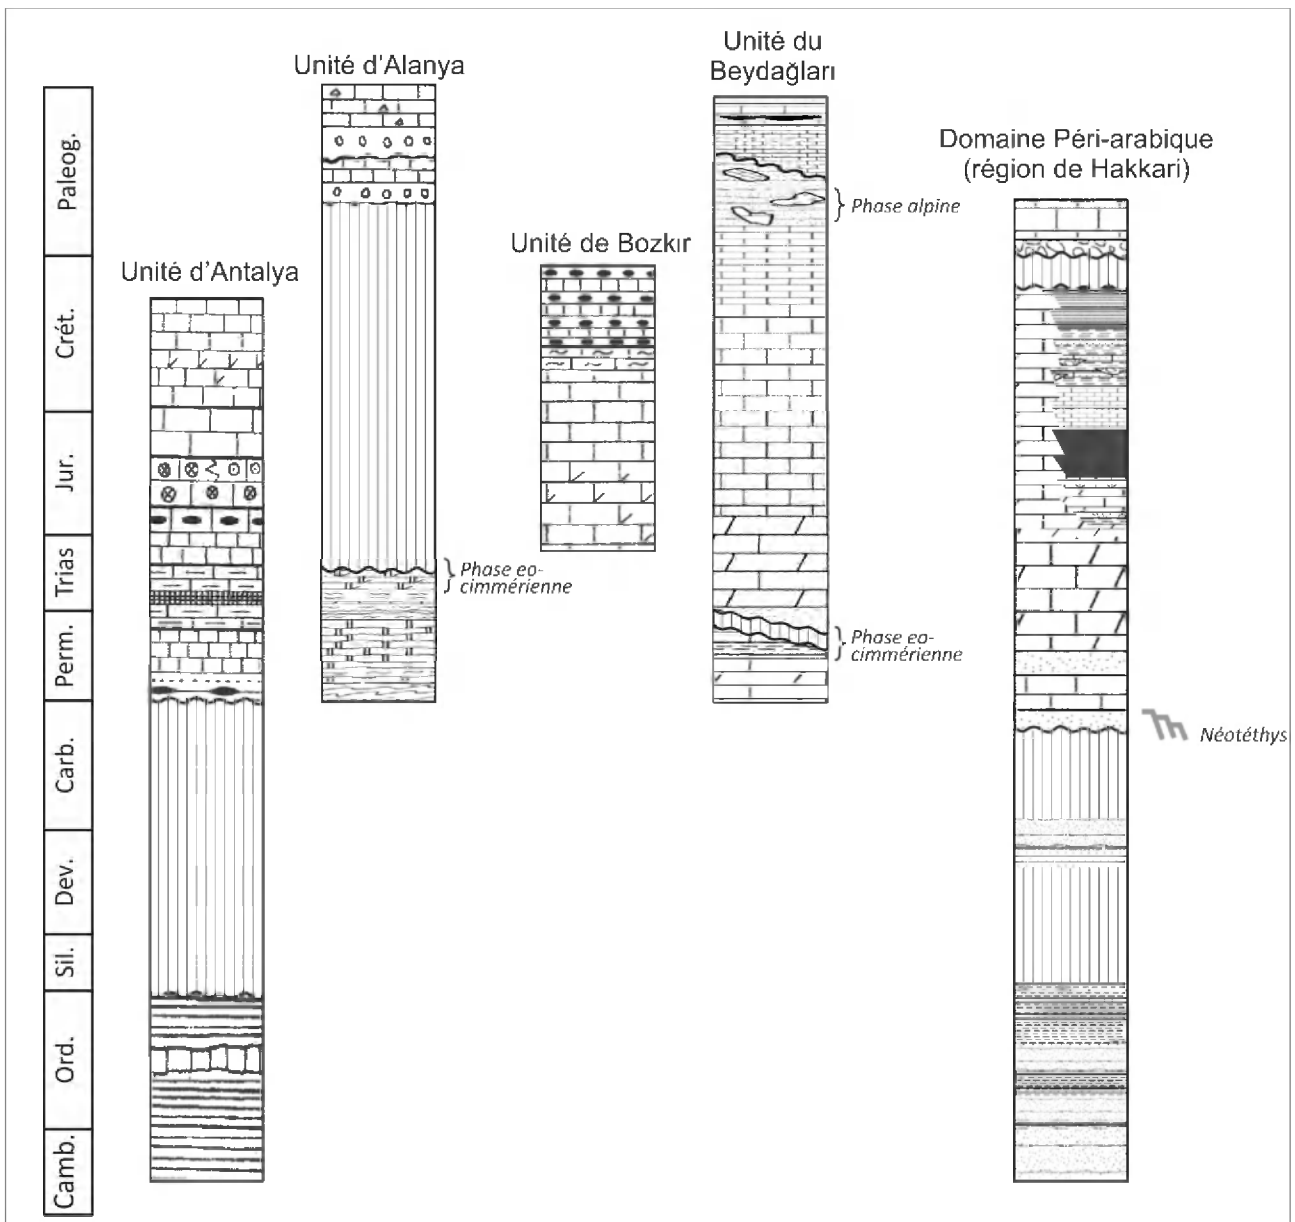 Unité d'Antalya
Unité d'Alanya
Unité de Bozkır
Unité du
Beydağları
Domaine Péri-arabique
(région de Hakkari)
Paleog.
Crét.
Jur.
Trias
Perm.
Carb.
Dev.
Sil.
Ord.
Camb.
Phase eo-
cimmérienne
Phase alpine
Phase eo-
cimmérienne
Néotéthys